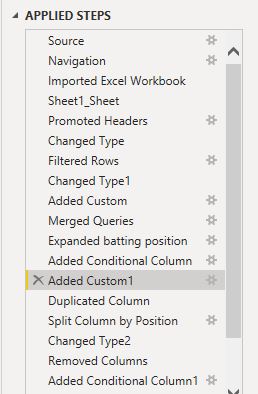 APPLIED STEPS
Source
Navigation
Imported Excel Workbook
Sheet1_Sheet
Promoted Headers
Changed Type
Filtered Rows
Changed Type1
Added Custom
Merged Queries
Expanded batting position
Added Conditional Column
Added Custom1
Duplicated Column
Split Column by Position
Changed Type2
Removed Columns
Added Conditional Column1